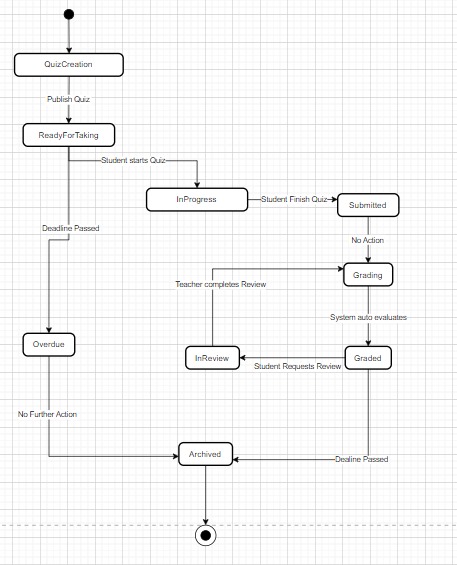 QuizCreation
Publish Quiz
ReadyForTaking
Student starts Quiz
InProgress
Student Finish Quiz
Submitted
Deadline Passed
No Action
Grading
Teacher completes Review
System auto evaluates
Overdue
InReview
Graded
Student Requests Review
No Further Action
Archived
Dealine Passed